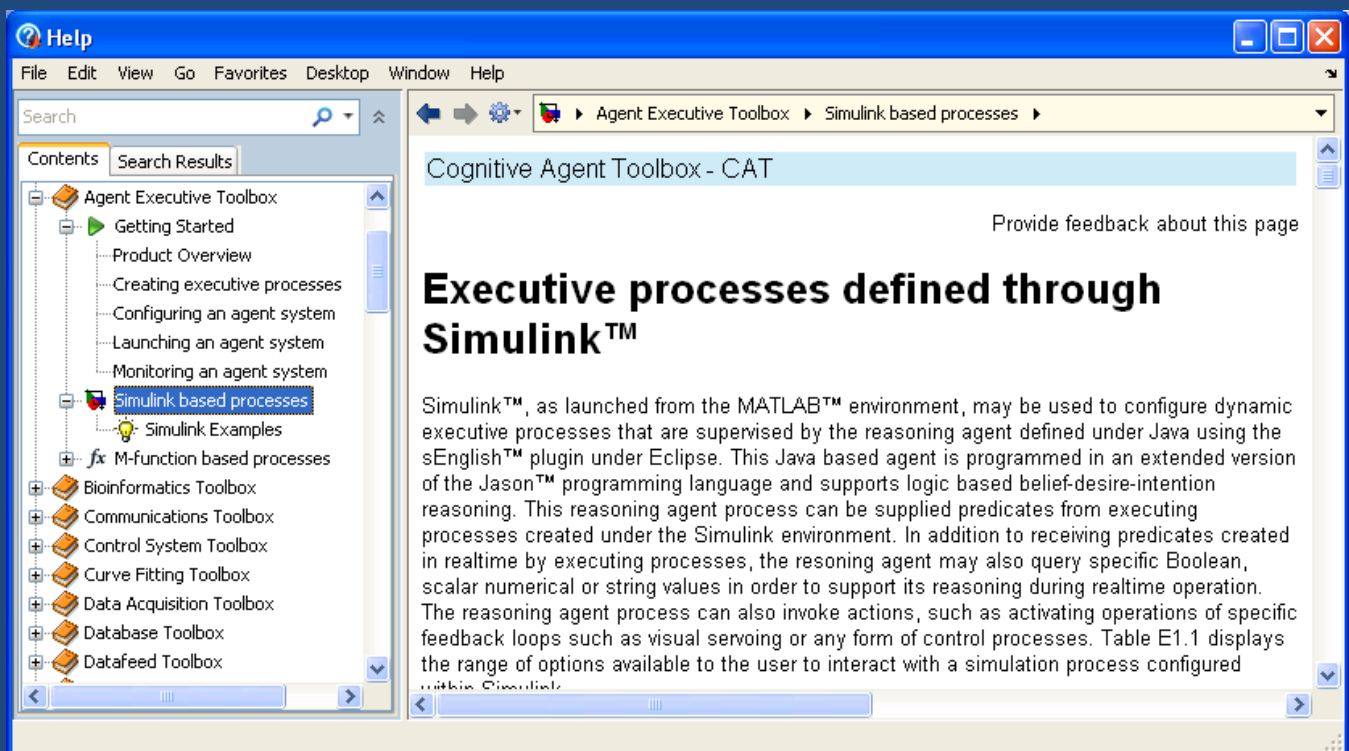 Help
File Edit View Go Favorites Desktop Window Help
Search
Agent Executive Toolbox Simulink based processes
Contents Search Results
Agent Executive Toolbox
Getting Started
Product Overview
Creating executive processes
Configuring an agent system
Launching an agent system
Monitoring an agent system
Simulink based processes
Simulink Examples
fx M-function based processes
Bioinformatics Toolbox
Communications Toolbox
Control System Toolbox
Curve Fitting Toolbox
Data Acquisition Toolbox
Database Toolbox
Datafeed Toolbox
Cognitive Agent Toolbox - CAT
Provide feedback about this page
Executive processes defined through
Simulink™
Simulink™, as launched from the MATLAB™ environment, may be used to configure dynamic
executive processes that are supervised by the reasoning agent defined under Java using the
sEnglish™ plugin under Eclipse. This Java based agent is programmed in an extended version
of the Jason™ programming language and supports logic based belief-desire-intention
reasoning. This reasoning agent process can be supplied predicates from executing
processes created under the Simulink environment. In addition to receiving predicates created
in realtime by executing processes, the resoning agent may also query specific Boolean,
scalar numerical or string values in order to support its reasoning during realtime operation.
The reasoning agent process can also invoke actions, such as activating operations of specific
feedback loops such as visual servoing or any form of control processes. Table E1.1 displays
the range of options available to the user to interact with a simulation process configured
within Simulink